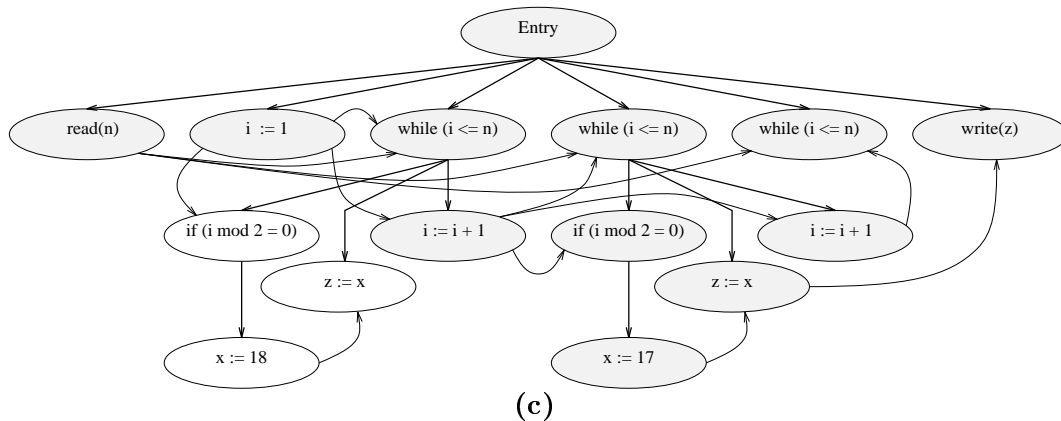 Entry
read(n)
i := 1
while (i <= n)
while (i <= n)
while (i <= n)
write(z)
if (i mod 2 = 0)
i := i + 1
if (i mod 2 = 0)
i := i + 1
z := x
z := x
x := 18
x := 17
(c)